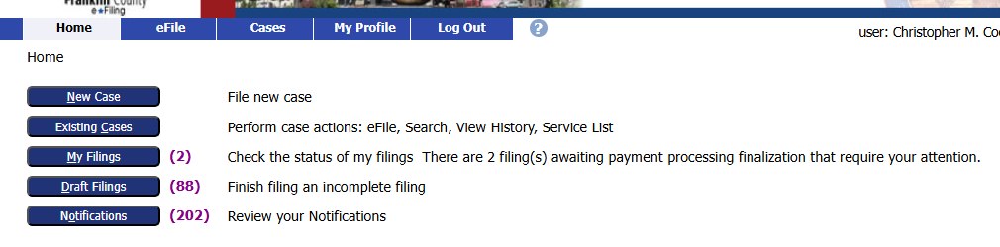 Franklin County
e★Filing
Home eFile Cases My Profile Log Out ?
user: Christopher M.
Home
New Case File new case
Existing Cases Perform case actions: eFile, Search, View History, Service List
My Filings (2) Check the status of my filings There are 2 filing(s) awaiting payment processing finalization that require your attention.
Draft Filings (88) Finish filing an incomplete filing
Notifications (202) Review your Notifications